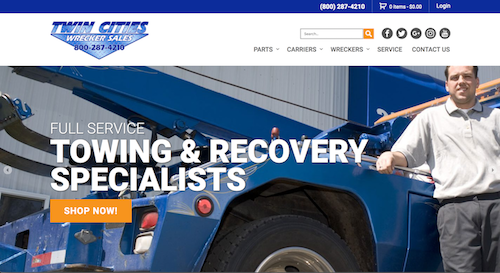 (800) 287-4210
0 items - $0.00
Login
TWIN CITIES
WRECKER SALES
800-287-4210
Search...
PARTS
CARRIERS
WRECKERS
SERVICE
CONTACT US
FULL SERVICE
TOWING & RECOVERY
SPECIALISTS
SHOP NOW!